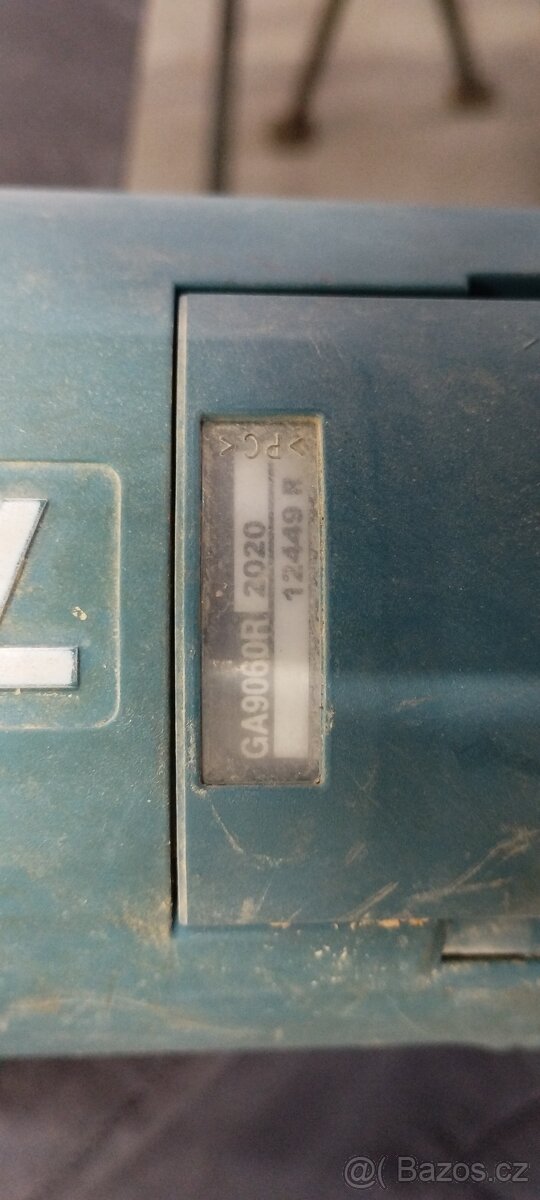 >PC<
GA9060R 2020
12449 R
@( Bazos.cz